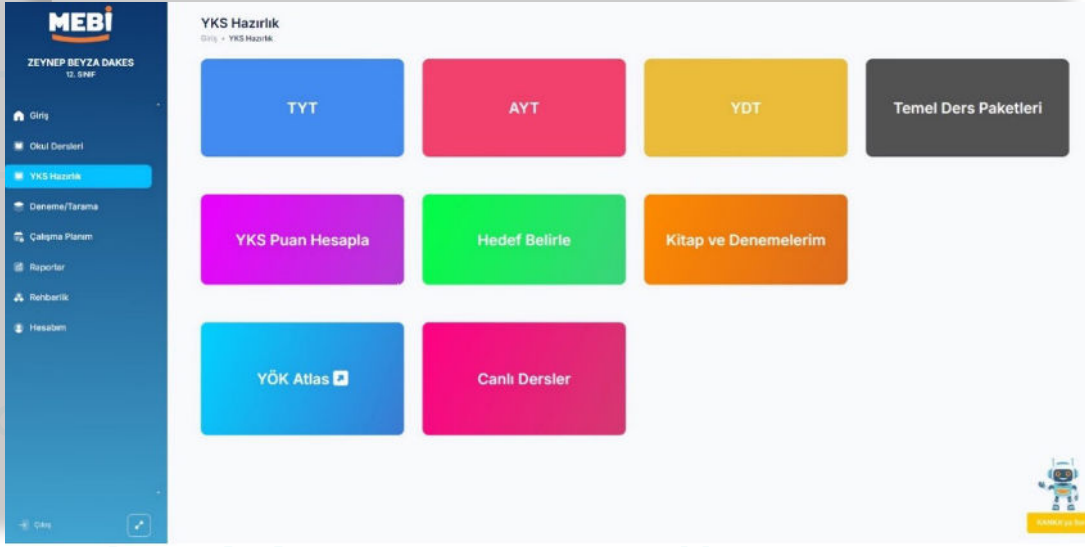 MEBİ
ZEYNEP BEYZA DAKES
12. SINIF
Giriş
Okul Dersleri
YKS Hazırlık
Deneme/Tarama
Çalışma Planım
Raporlar
Rehberlik
Hesabım
Çıkış
YKS Hazırlık
Giriş • YKS Hazırlık
TYT
AYT
YDT
Temel Ders Paketleri
YKS Puan Hesapla
Hedef Belirle
Kitap ve Denemelerim
YÖK Atlas
Canlı Dersler